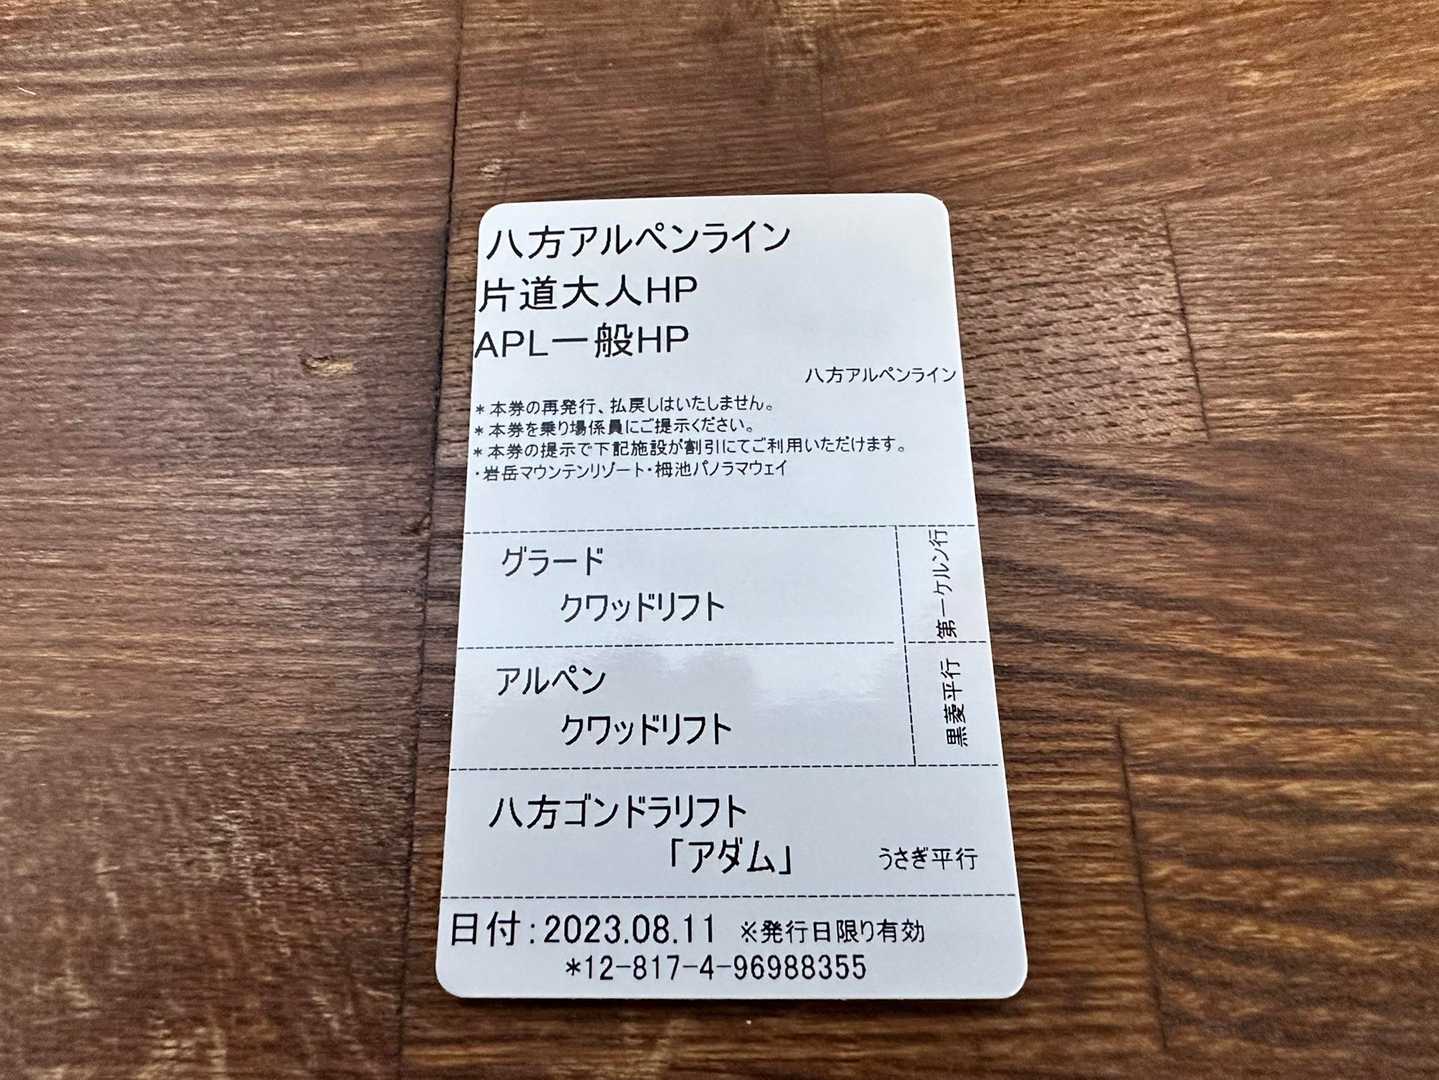 八方アルペンライン
片道大人HP
APL一般HP
八方アルペンライン
＊本券の再発行、払戻しはいたしません。
＊本券を乗り場係員にご提示ください。
＊本券の提示で下記施設が割引にてご利用いただけます。
・岩岳マウンテンリゾート・栂池パノラマウェイ
グラード
クワッドリフト
第一ケルン行
アルペン
クワッドリフト
黒菱平行
八方ゴンドラリフト
「アダム」 うさぎ平行
日付：2023.08.11 ※発行日限り有効
*12-817-4-96988355